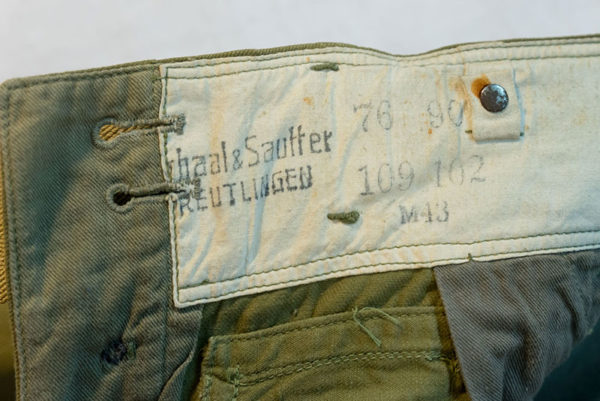 haal & Sautter
REUTLINGEN
76 90
109 102
M43